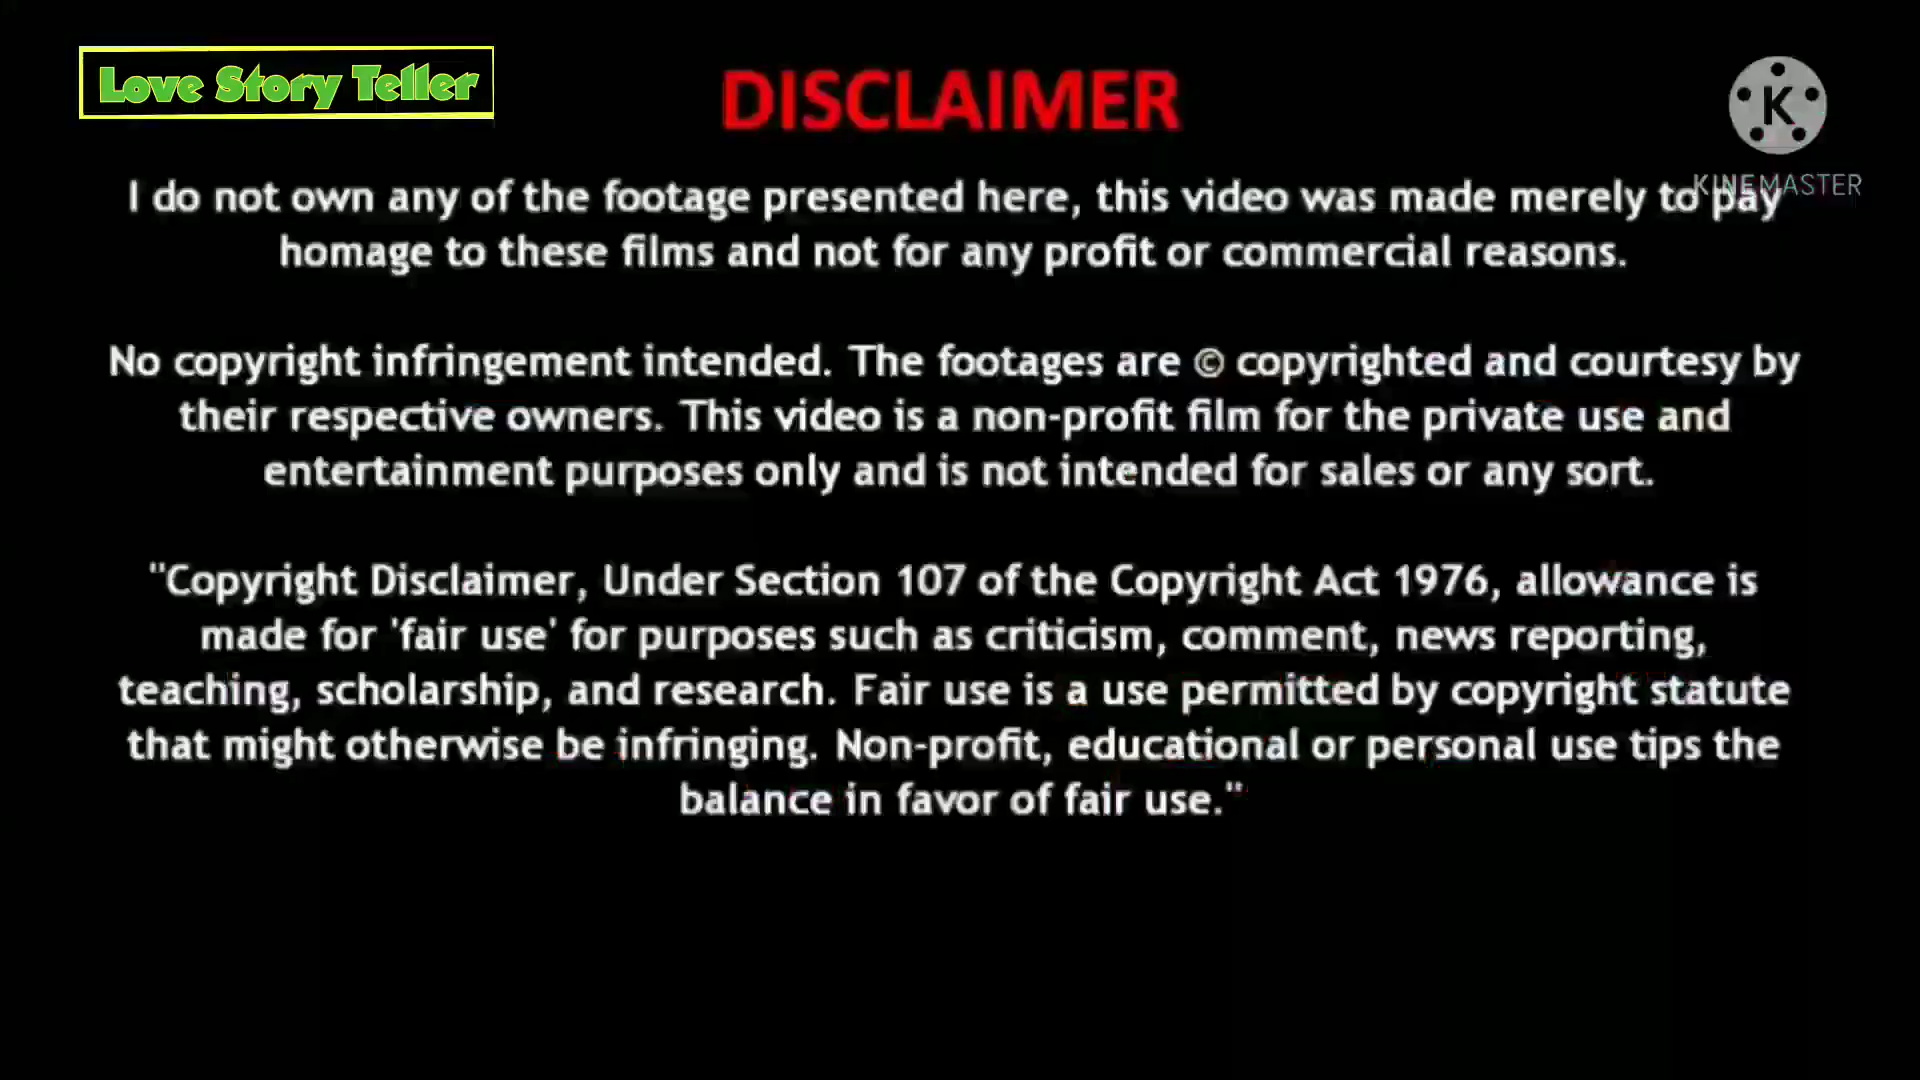 Love Story Teller
DISCLAIMER
K
KINEMASTER
I do not own any of the footage presented here, this video was made merely to pay
homage to these films and not for any profit or commercial reasons.
No copyright infringement intended. The footages are © copyrighted and courtesy by
their respective owners. This video is a non-profit film for the private use and
entertainment purposes only and is not intended for sales or any sort.
"Copyright Disclaimer, Under Section 107 of the Copyright Act 1976, allowance is
made for 'fair use' for purposes such as criticism, comment, news reporting,
teaching, scholarship, and research. Fair use is a use permitted by copyright statute
that might otherwise be infringing. Non-profit, educational or personal use tips the
balance in favor of fair use."